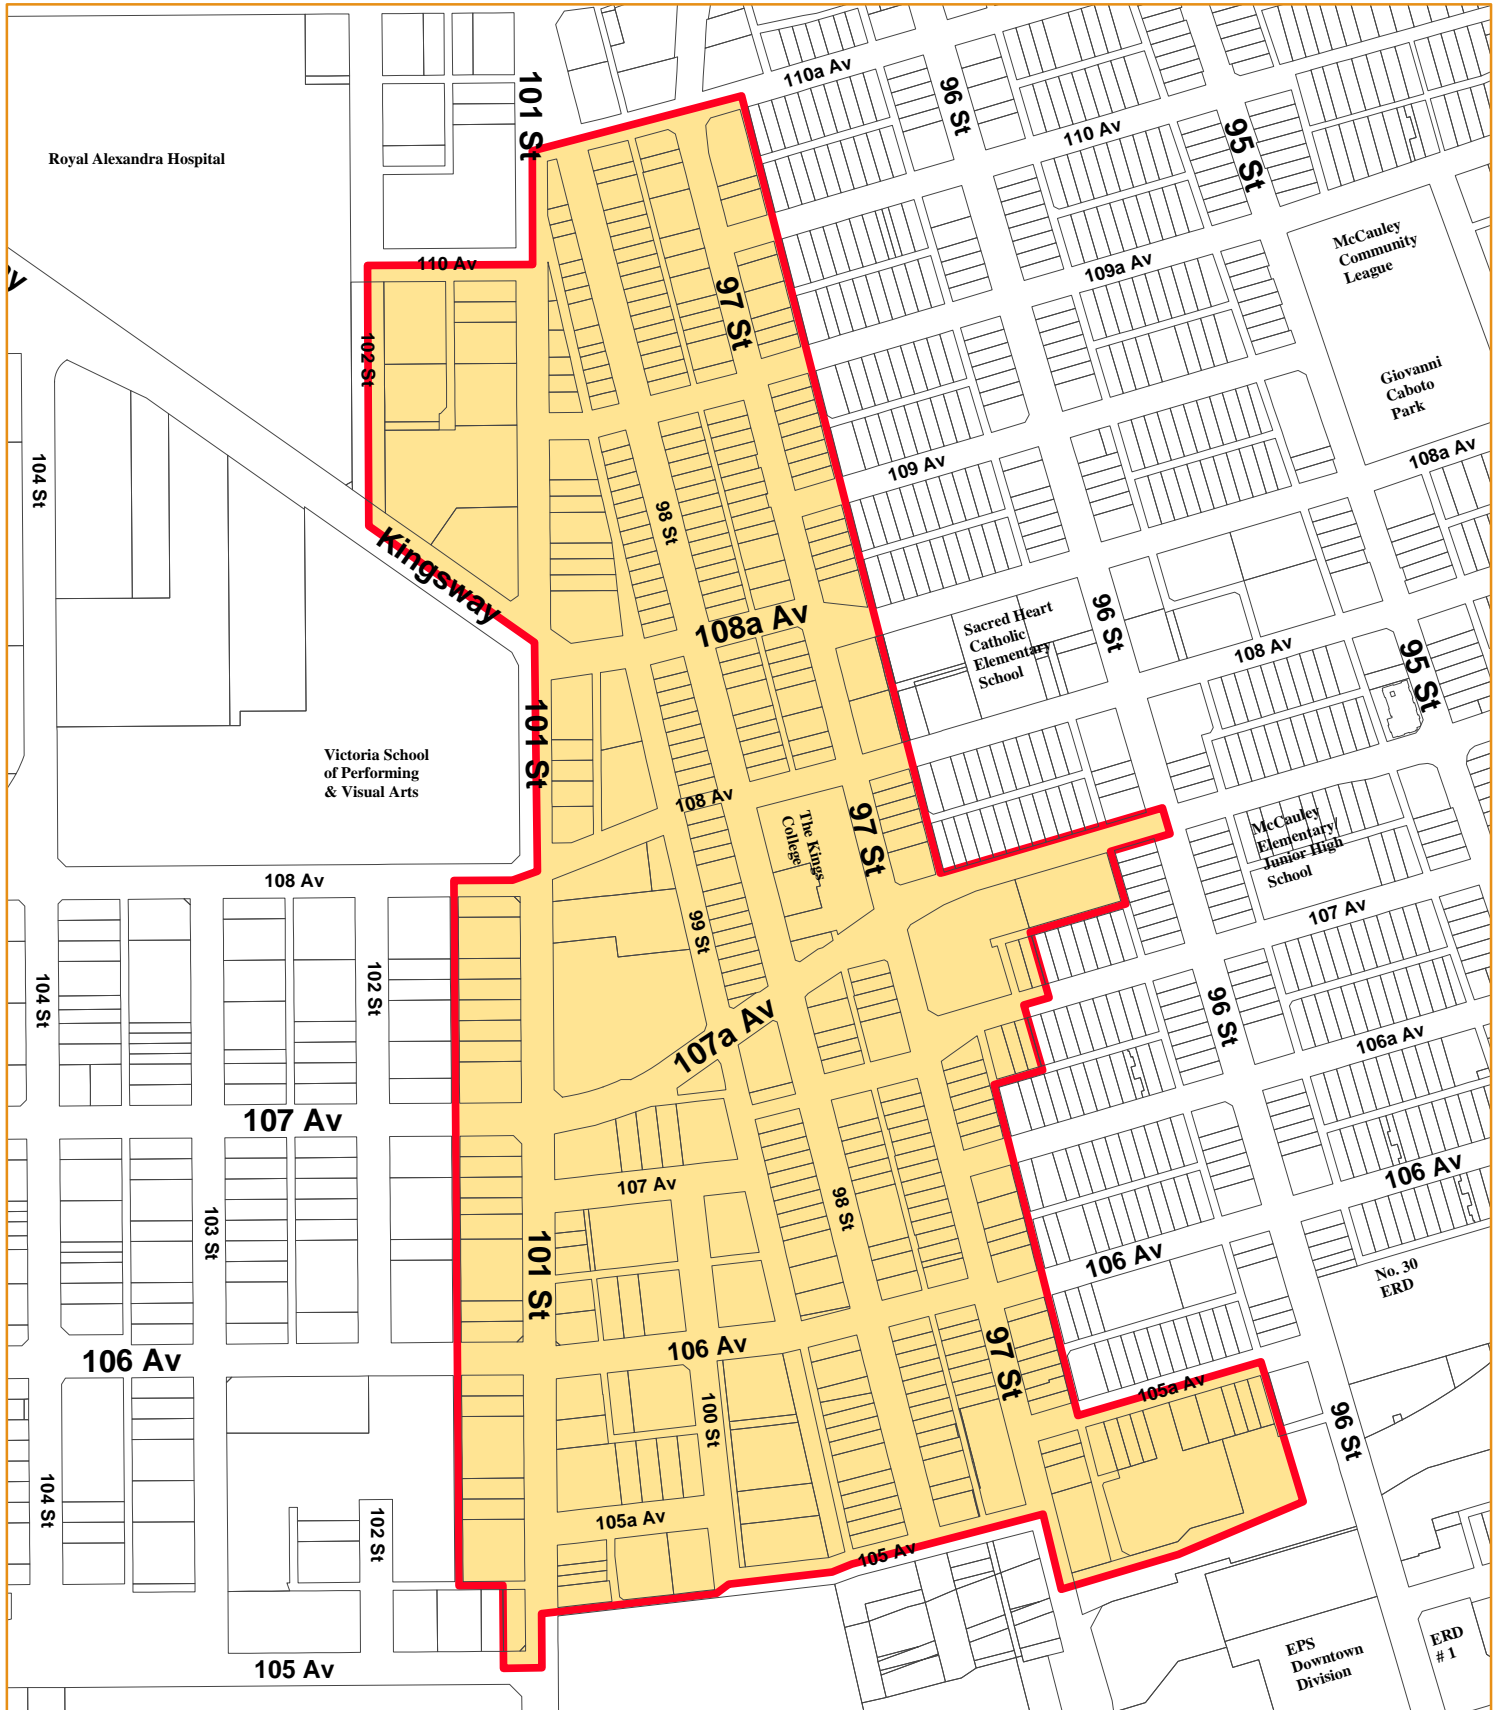 110a Av
101 St
96 St
110 Av
95 St
Royal Alexandra Hospital
McCauley
Community
League
110 Av
109a Av
97 St
102 St
Giovanni
Caboto
Park
108a Av
109 Av
104 St
98 St
Kingsway
108a Av
Sacred Heart
Catholic
Elementary
School
96 St
108 Av
95 St
101 St
Victoria School
of Performing
& Visual Arts
108 Av
The Kings
College
97 St
McCauley
Elementary/
Junior High
School
108 Av
107 Av
99 St
104 St
102 St
96 St
107a Av
106a Av
107 Av
107 Av
106 Av
98 St
103 St
101 St
106 Av
No. 30
ERD
106 Av
106 Av
97 St
105a Av
100 St
96 St
104 St
102 St
105a Av
105 Av
105 Av
EPS
Downtown
Division
ERD
# 1